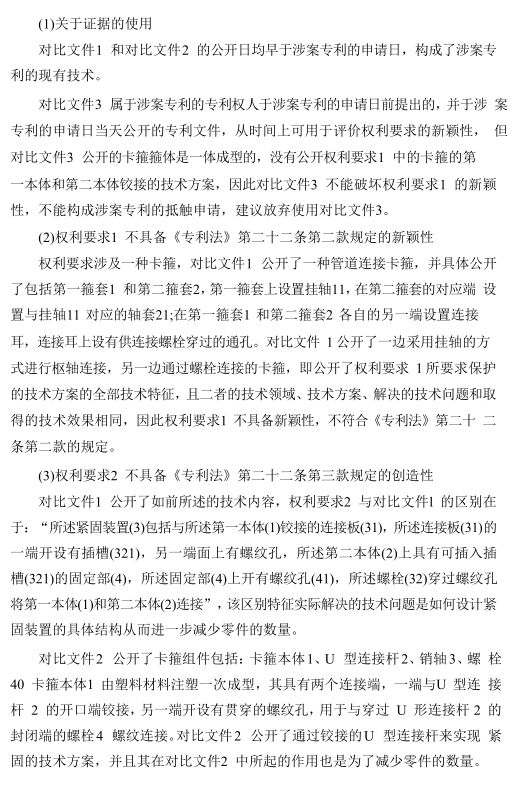 (1)关于证据的使用
对比文件1 和对比文件2 的公开日均早于涉案专利的申请日，构成了涉案专
利的现有技术。
对比文件3 属于涉案专利的专利权人于涉案专利的申请日前提出的，并于涉 案
专利的申请日当天公开的专利文件，从时间上可用于评价权利要求的新颖性， 但
对比文件3 公开的卡箍箍体是一体成型的，没有公开权利要求1 中的卡箍的第
一本体和第二本体铰接的技术方案，因此对比文件3 不能破坏权利要求1 的新颖
性，不能构成涉案专利的抵触申请，建议放弃使用对比文件3。
(2)权利要求1 不具备《专利法》第二十二条第二款规定的新颖性
权利要求涉及一种卡箍，对比文件1 公开了一种管道连接卡箍，并具体公开
了包括第一箍套1 和第二箍套2，第一箍套上设置挂轴11，在第二箍套的对应端 设
置与挂轴11 对应的轴套21;在第一箍套1 和第二箍套2 各自的另一端设置连接
耳，连接耳上设有供连接螺栓穿过的通孔。对比文件 1 公开了一边采用挂轴的方
式进行枢轴连接，另一边通过螺栓连接的卡箍，即公开了权利要求 1 所要求保护
的技术方案的全部技术特征，且二者的技术领域、技术方案、解决的技术问题和取
得的技术效果相同，因此权利要求1 不具备新颖性，不符合《专利法》第二十 二
条第二款的规定。
(3)权利要求2 不具备《专利法》第二十二条第三款规定的创造性
对比文件1 公开了如前所述的技术内容，权利要求2 与对比文件1 的区别在
于：“所述紧固装置(3)包括与所述第一本体(1)铰接的连接板(31)，所述连接板(31)的
一端开设有插槽(321)，另一端面上有螺纹孔，所述第二本体(2)上具有可插入插
槽(321)的固定部(4)，所述固定部(4)上开有螺纹孔(41)，所述螺栓(32)穿过螺纹孔
将第一本体(1)和第二本体(2)连接”，该区别特征实际解决的技术问题是如何设计紧
固装置的具体结构从而进一步减少零件的数量。
对比文件2 公开了卡箍组件包括：卡箍本体1、U 型连接杆2、销轴3、螺 栓
40 卡箍本体1 由塑料材料注塑一次成型，其具有两个连接端，一端与U 型连 接
杆 2 的开口端铰接，另一端开设有贯穿的螺纹孔，用于与穿过 U 形连接杆 2 的
封闭端的螺栓4 螺纹连接。对比文件2 公开了通过铰接的U 型连接杆来实现 紧
固的技术方案，并且其在对比文件2 中所起的作用也是为了减少零件的数量。